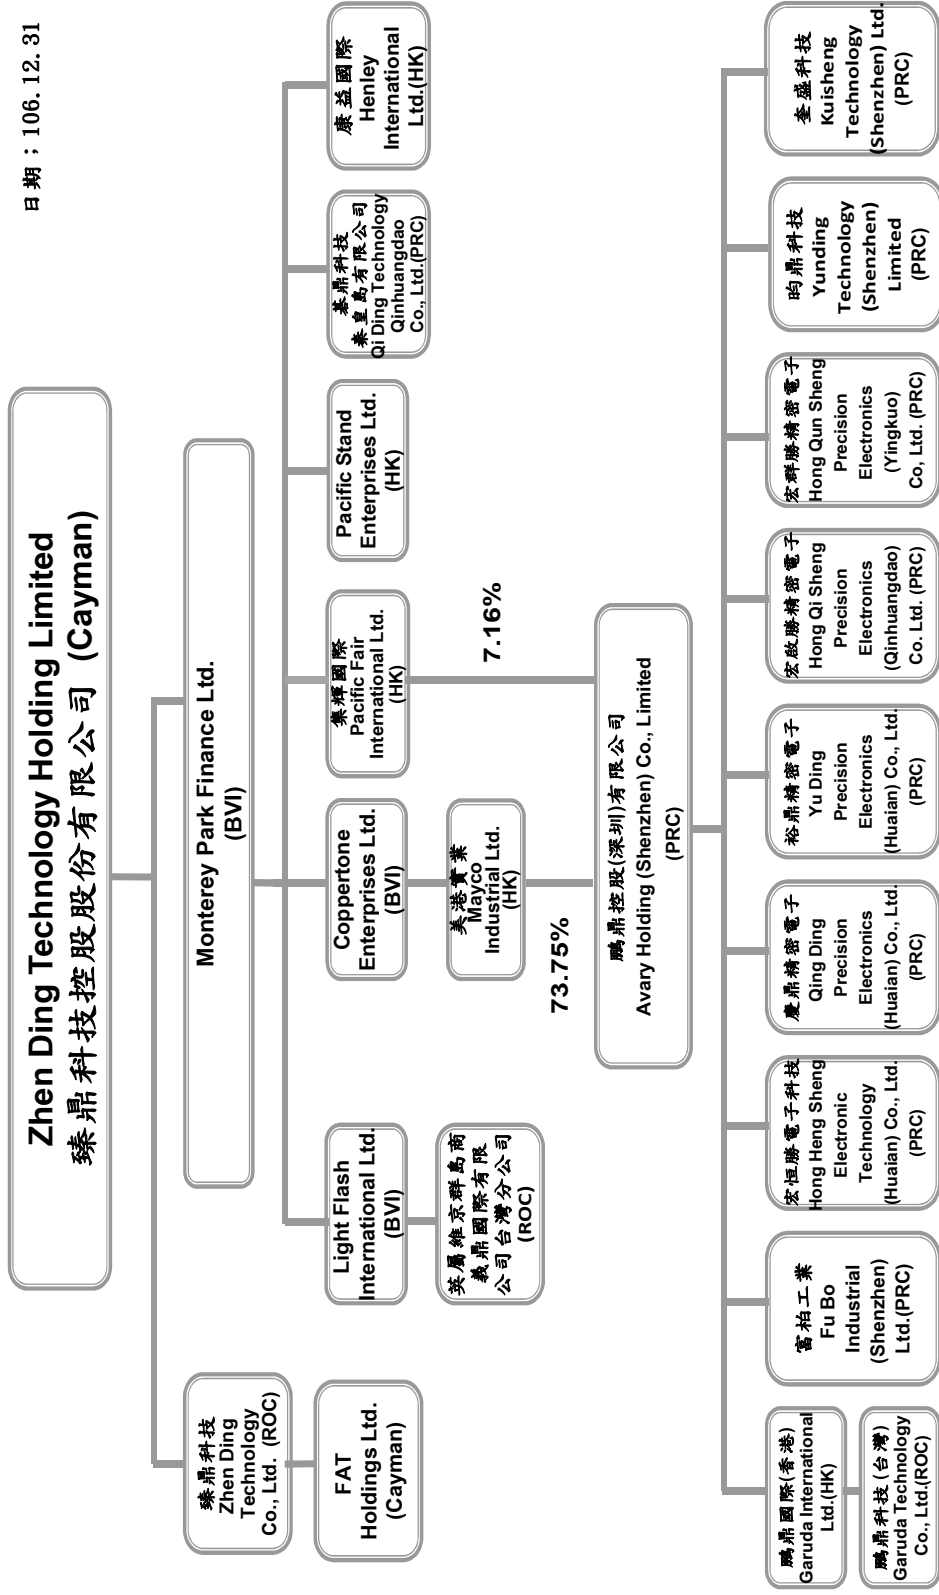 日期；106.12.31
Zhen Ding Technology Holding Limited
臻鼎科技控股股份有限公司 (Cayman)
臻鼎科技
Zhen Ding
Technology
Co., Ltd. (ROC)
Monterey Park Finance Ltd.
(BVI)
FAT
Holdings Ltd.
(Cayman)
Light Flash
International Ltd.
(BVI)
Coppertone
Enterprises Ltd.
(BVI)
集輝國際
Pacific Fair
International Ltd.
(HK)
Pacific Stand
Enterprises Ltd.
(HK)
碁鼎科技
秦皇島有限公司
Qi Ding Technology
Qinhuangdao
Co., Ltd.(PRC)
康益國際
Henley
International
Ltd.(HK)
英屬維京群島商
義鼎國際有限
公司台灣分公司
(ROC)
美港實業
Mayco
Industrial Ltd.
(HK)
73.75%
7.16%
鵬鼎控股(深圳)有限公司
Avary Holding (Shenzhen) Co., Limited
(PRC)
鵬鼎國際(香港)
Garuda International
Ltd.(HK)
鵬鼎科技(台灣)
Garuda Technology
Co., Ltd.(ROC)
富柏工業
Fu Bo
Industrial
(Shenzhen)
Ltd.(PRC)
宏恒勝電子科技
Hong Heng Sheng
Electronic
Technology
(Huaian) Co., Ltd.
(PRC)
慶鼎精密電子
Qing Ding
Precision
Electronics
(Huaian) Co., Ltd.
(PRC)
裕鼎精密電子
Yu Ding
Precision
Electronics
(Huaian) Co., Ltd.
(PRC)
宏啟勝精密電子
Hong Qi Sheng
Precision
Electronics
(Qinhuangdao)
Co. Ltd. (PRC)
宏群勝精密電子
Hong Qun Sheng
Precision
Electronics
(Yingkuo)
Co, Ltd. (PRC)
昀鼎科技
Yunding
Technology
(Shenzhen)
Limited
(PRC)
奎盛科技
Kuisheng
Technology
(Shenzhen) Ltd.
(PRC)